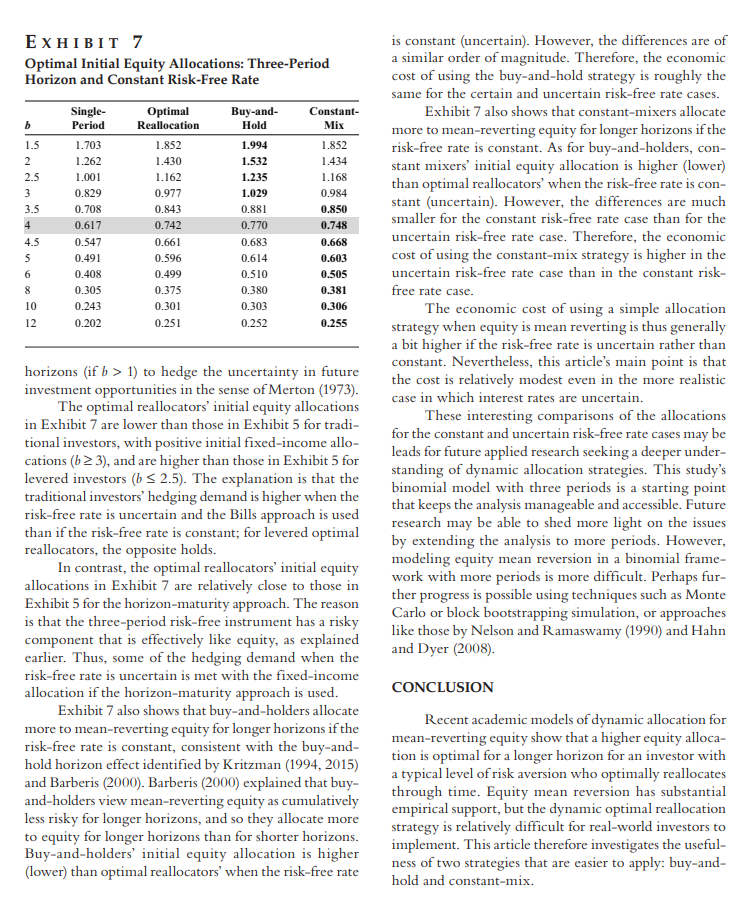 EXHIBIT 7
Optimal Initial Equity Allocations: Three-Period
Horizon and Constant Risk-Free Rate
Single- Optimal Buy-and- Constant-
b Period Reallocation Hold Mix
1.5 1.703 1.852 1.994 1.852
2 1.262 1.430 1.532 1.434
2.5 1.001 1.162 1.235 1.168
3 0.829 0.977 1.029 0.984
3.5 0.708 0.843 0.881 0.850
4 0.617 0.742 0.770 0.748
4.5 0.547 0.661 0.683 0.668
5 0.491 0.596 0.614 0.603
6 0.408 0.499 0.510 0.505
8 0.305 0.375 0.380 0.381
10 0.243 0.301 0.303 0.306
12 0.202 0.251 0.252 0.255
horizons (if b > 1) to hedge the uncertainty in future
investment opportunities in the sense of Merton (1973).
The optimal reallocators' initial equity allocations
in Exhibit 7 are lower than those in Exhibit 5 for tradi-
tional investors, with positive initial fixed-income allo-
cations (b ≥ 3), and are higher than those in Exhibit 5 for
levered investors (b ≤ 2.5). The explanation is that the
traditional investors' hedging demand is higher when the
risk-free rate is uncertain and the Bills approach is used
than if the risk-free rate is constant; for levered optimal
reallocators, the opposite holds.
In contrast, the optimal reallocators' initial equity
allocations in Exhibit 7 are relatively close to those in
Exhibit 5 for the horizon-maturity approach. The reason
is that the three-period risk-free instrument has a risky
component that is effectively like equity, as explained
earlier. Thus, some of the hedging demand when the
risk-free rate is uncertain is met with the fixed-income
allocation if the horizon-maturity approach is used.
Exhibit 7 also shows that buy-and-holders allocate
more to mean-reverting equity for longer horizons if the
risk-free rate is constant, consistent with the buy-and-
hold horizon effect identified by Kritzman (1994, 2015)
and Barberis (2000). Barberis (2000) explained that buy-
and-holders view mean-reverting equity as cumulatively
less risky for longer horizons, and so they allocate more
to equity for longer horizons than for shorter horizons.
Buy-and-holders' initial equity allocation is higher
(lower) than optimal reallocators' when the risk-free rate
is constant (uncertain). However, the differences are of
a similar order of magnitude. Therefore, the economic
cost of using the buy-and-hold strategy is roughly the
same for the certain and uncertain risk-free rate cases.
Exhibit 7 also shows that constant-mixers allocate
more to mean-reverting equity for longer horizons if the
risk-free rate is constant. As for buy-and-holders, con-
stant mixers' initial equity allocation is higher (lower)
than optimal reallocators' when the risk-free rate is con-
stant (uncertain). However, the differences are much
smaller for the constant risk-free rate case than for the
uncertain risk-free rate case. Therefore, the economic
cost of using the constant-mix strategy is higher in the
uncertain risk-free rate case than in the constant risk-
free rate case.
The economic cost of using a simple allocation
strategy when equity is mean reverting is thus generally
a bit higher if the risk-free rate is uncertain rather than
constant. Nevertheless, this article's main point is that
the cost is relatively modest even in the more realistic
case in which interest rates are uncertain.
These interesting comparisons of the allocations
for the constant and uncertain risk-free rate cases may be
leads for future applied research seeking a deeper under-
standing of dynamic allocation strategies. This study's
binomial model with three periods is a starting point
that keeps the analysis manageable and accessible. Future
research may be able to shed more light on the issues
by extending the analysis to more periods. However,
modeling equity mean reversion in a binomial frame-
work with more periods is more difficult. Perhaps fur-
ther progress is possible using techniques such as Monte
Carlo or block bootstrapping simulation, or approaches
like those by Nelson and Ramaswamy (1990) and Hahn
and Dyer (2008).
CONCLUSION
Recent academic models of dynamic allocation for
mean-reverting equity show that a higher equity alloca-
tion is optimal for a longer horizon for an investor with
a typical level of risk aversion who optimally reallocates
through time. Equity mean reversion has substantial
empirical support, but the dynamic optimal reallocation
strategy is relatively difficult for real-world investors to
implement. This article therefore investigates the useful-
ness of two strategies that are easier to apply: buy-and-
hold and constant-mix.